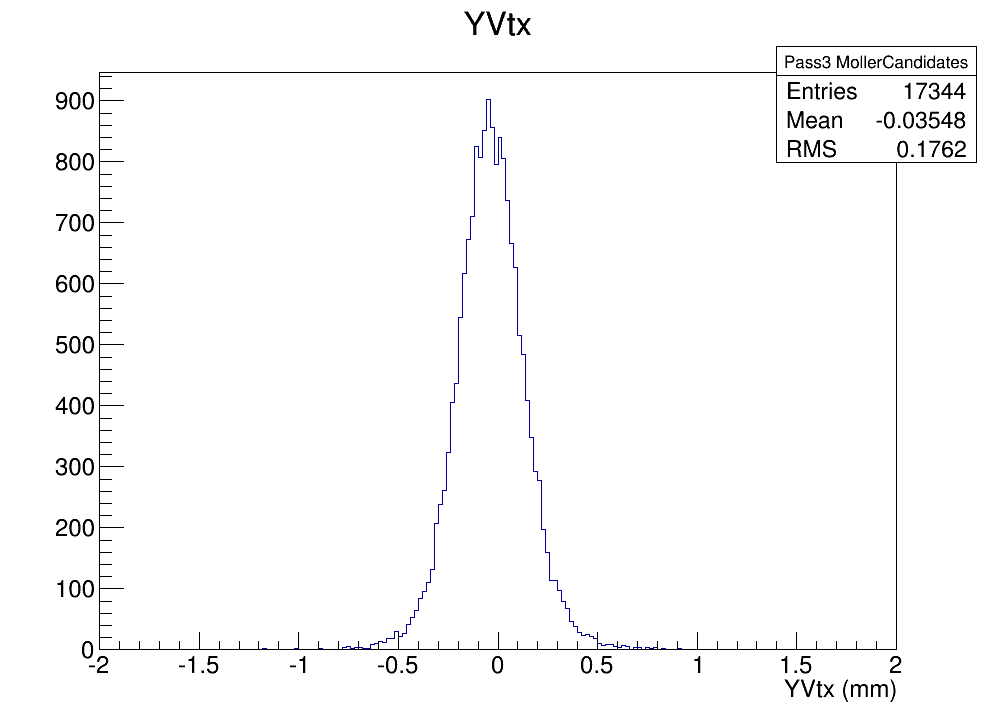 YVtx
Pass3 MollerCandidates
Entries 17344
Mean -0.03548
RMS 0.1762
900
800
700
600
500
400
300
200
100
0
-2 -1.5 -1 -0.5 0 0.5 1 1.5 2
YVtx (mm)